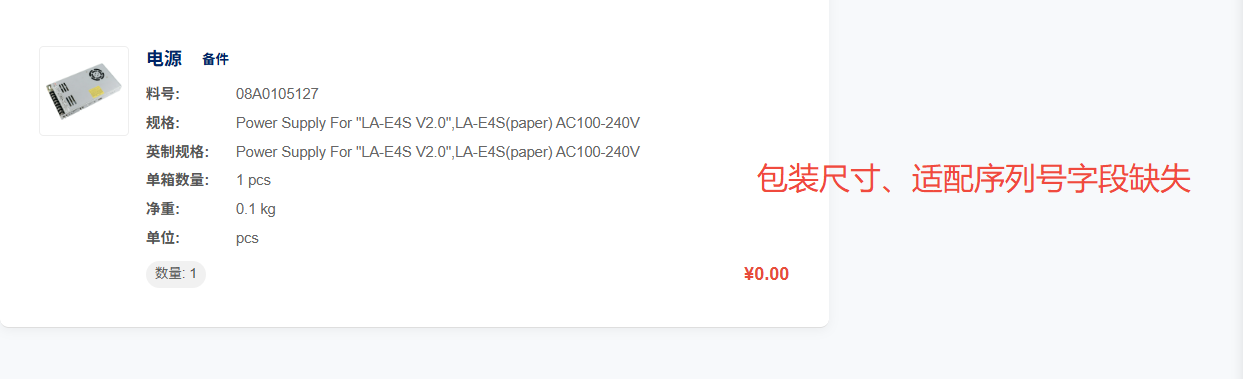 电源 备件
料号: 08A0105127
规格: Power Supply For "LA-E4S V2.0",LA-E4S(paper) AC100-240V
英制规格: Power Supply For "LA-E4S V2.0",LA-E4S(paper) AC100-240V
单箱数量: 1 pcs
包装尺寸、适配序列号字段缺失
净重: 0.1 kg
单位: pcs
数量: 1 ¥0.00